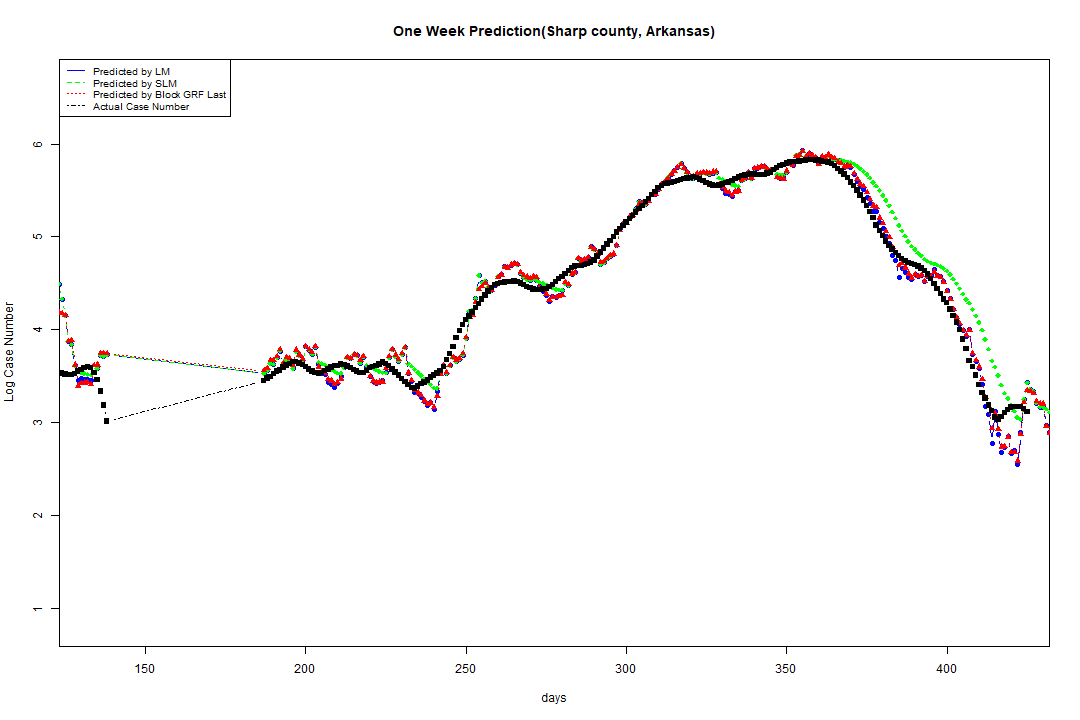 One Week Prediction(Sharp county, Arkansas)
Predicted by LM
Predicted by SLM
Predicted by Block GRF Last
Actual Case Number
6
5
4
3
2
1
Log Case Number
150 200 250 300 350 400
days